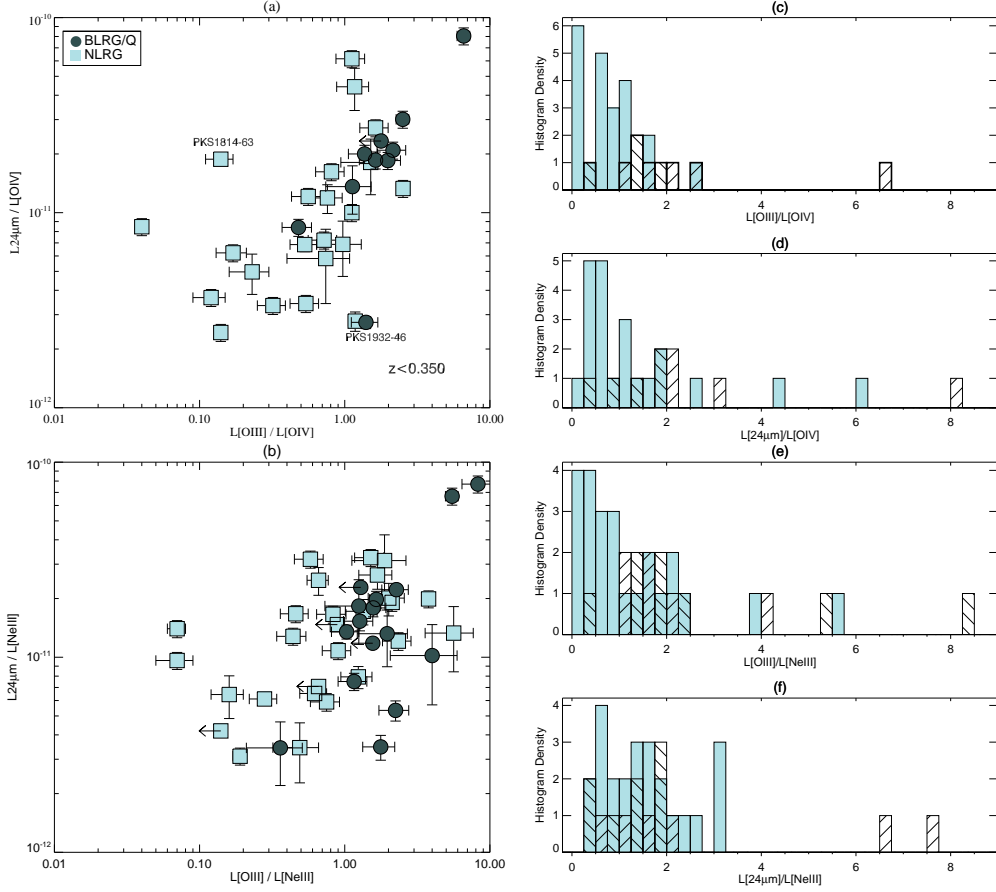 (a)
10^-10
BLRG/Q
NLRG
PKS1814-63
10^-11
PKS1932-46
z<0.350
10^-12
0.01 0.10 1.00 10.00
L24μm / L[OIV]
L[OIII] / L[OIV]
(b)
10^-10
10^-11
10^-12
0.01 0.10 1.00 10.00
L24μm / L[NeIII]
L[OIII] / L[NeIII]
(c)
6
5
4
3
2
1
0
0 2 4 6 8
Histogram Density
L[OIII]/L[OIV]
(d)
5
4
3
2
1
0
0 2 4 6 8
Histogram Density
L[24μm]/L[OIV]
(e)
4
3
2
1
0
0 2 4 6 8
Histogram Density
L[OIII]/L[NeIII]
(f)
4
3
2
1
0
0 2 4 6 8
Histogram Density
L[24μm]/L[NeIII]